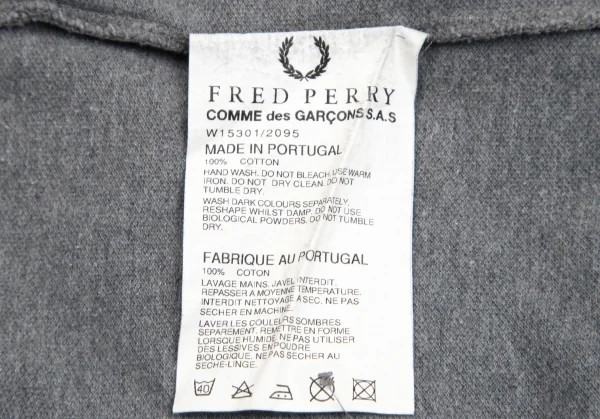 FRED PERRY
COMME des GARÇONS S.A.S
W15301/2095
MADE IN PORTUGAL
100% COTTON
HAND WASH. DO NOT BLEACH. USE WARM
IRON. DO NOT DRY CLEAN. DO NOT
TUMBLE DRY.
WASH DARK COLOURS SEPARATELY.
RESHAPE WHILST DAMP. DO NOT USE
BIOLOGICAL POWDERS. DO NOT TUMBLE
DRY.
FABRIQUE AU PORTUGAL
100% COTON
LAVAGE MAINS. JAVEL INTERDIT.
REPASSER A MOYENNE TEMPERATURE.
INTERDIT NETTOYAGE A SEC. NE PAS
SECHER EN MACHINE.
LAVER LES COULEURS SOMBRES
SEPAREMENT. REMETTRE EN FORME
LORSQUE HUMIDE. NE PAS UTILISER
DES LESSIVES EN POUDRE
BIOLOGIQUE. NE PAS SECHER AU
SECHE-LINGE.
40